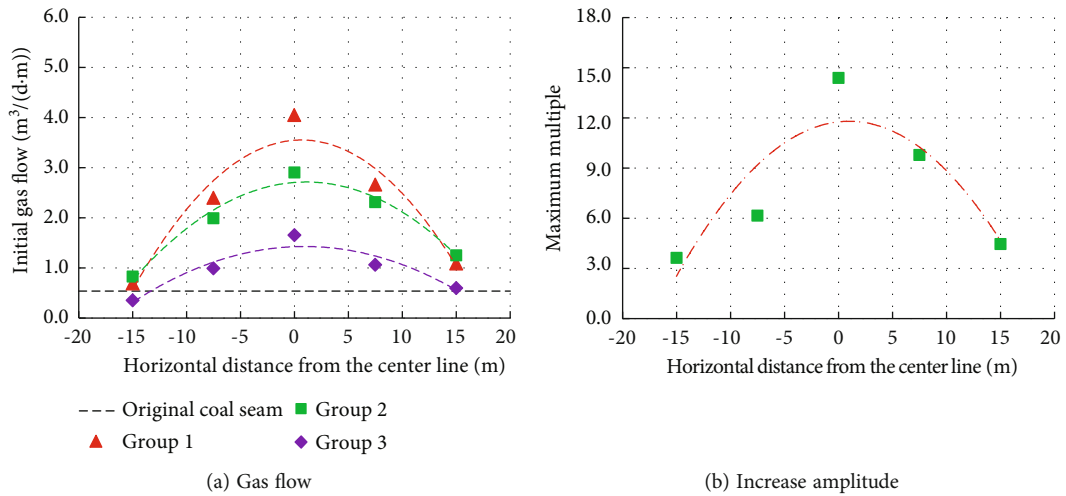 6.0
5.0
4.0
3.0
2.0
1.0
0.0
Initial gas flow (m³/(d·m))
-20 -15 -10 -5 0 5 10 15 20
Horizontal distance from the center line (m)
Original coal seam
Group 2
Group 1
Group 3
(a) Gas flow
18.0
15.0
12.0
9.0
6.0
3.0
0.0
Maximum multiple
-20 -15 -10 -5 0 5 10 15 20
Horizontal distance from the center line (m)
(b) Increase amplitude